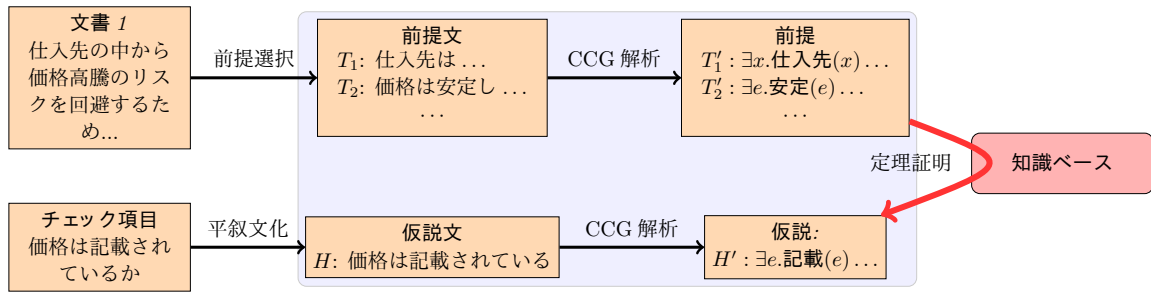 文書 1
仕入先の中から
価格高騰のリス
クを回避するた
め...
前提選択
前提文
T₁: 仕入先は ...
T₂: 価格は安定し ...
...
CCG 解析
前提
T′₁ : ∃x.仕入先(x) ...
T′₂ : ∃e.安定(e) ...
...
定理証明
知識ベース
チェック項目
価格は記載され
ているか
平叙文化
仮説文
H: 価格は記載されている
CCG 解析
仮説:
H′ : ∃e.記載(e) ...